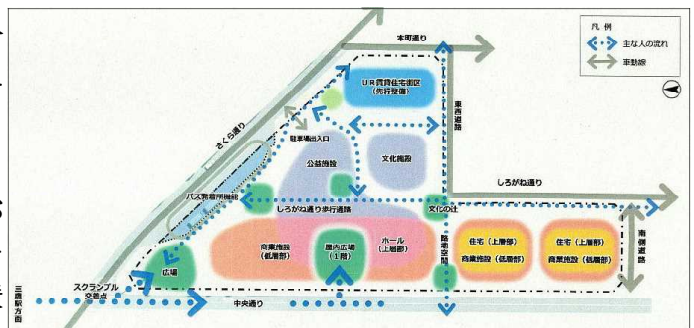 凡 例
主な人の流れ
車動線
本町通り
UR賃貸住宅街区
(先行整備)
東西道路
さくら通り
駐車場出入口
公益施設
文化施設
バス発着所機能
しろがね通り
しろがね通り歩行通路
文化の辻
商業施設
(低層部)
屋内広場
(1階)
ホール
(上層部)
路地空間
住宅(上層部)
商業施設(低層部)
住宅(上層部)
商業施設(低層部)
南側道路
広場
スクランブル
交差点
中央通り
三鷹駅方面